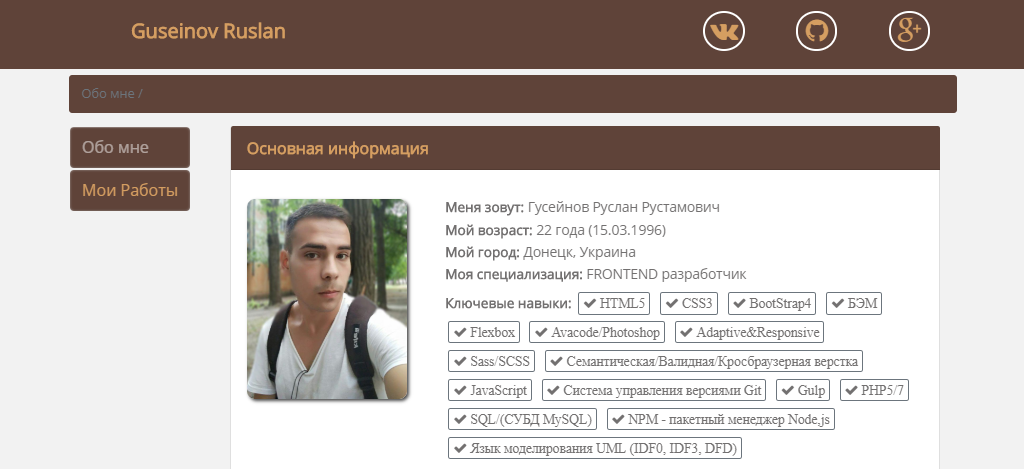 Guseinov Ruslan
Обо мне /
Обо мне
Мои Работы
Основная информация
Меня зовут: Гусейнов Руслан Рустамович
Мой возраст: 22 года (15.03.1996)
Мой город: Донецк, Украина
Моя специализация: FRONTEND разработчик
Ключевые навыки: ✔ HTML5 ✔ CSS3 ✔ BootStrap4 ✔ БЭМ
✔ Flexbox ✔ Avacode/Photoshop ✔ Adaptive&Responsive
✔ Sass/SCSS ✔ Семантическая/Валидная/Кросбраузерная верстка
✔ JavaScript ✔ Система управления версиями Git ✔ Gulp ✔ PHP5/7
✔ SQL/(СУБД MySQL) ✔ NPM - пакетный менеджер Node,js
✔ Язык моделирования UML (IDF0, IDF3, DFD)